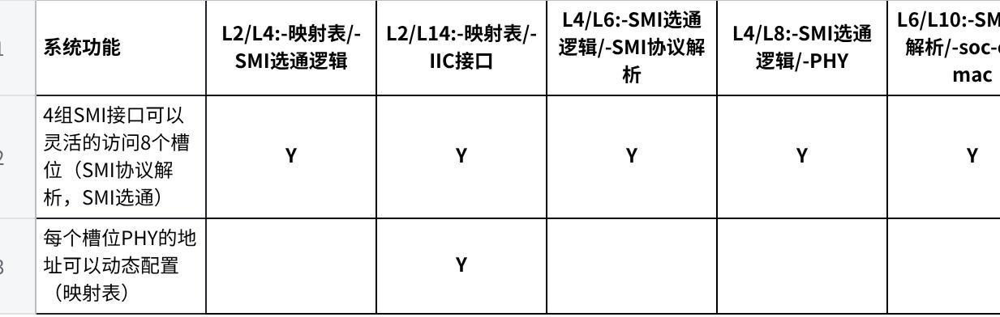 系统功能
L2/L4:-映射表/-
SMI选通逻辑
L2/L14:-映射表/-
IIC接口
L4/L6:-SMI选通
逻辑/-SMI协议解
析
L4/L8:-SMI选通
逻辑/-PHY
L6/L10:-SM
解析/-soc-
mac
4组SMI接口可以
灵活的访问8个槽
位（SMI协议解
析，SMI选通）
Y
Y
Y
Y
Y
每个槽位PHY的地
址可以动态配置
（映射表）
Y